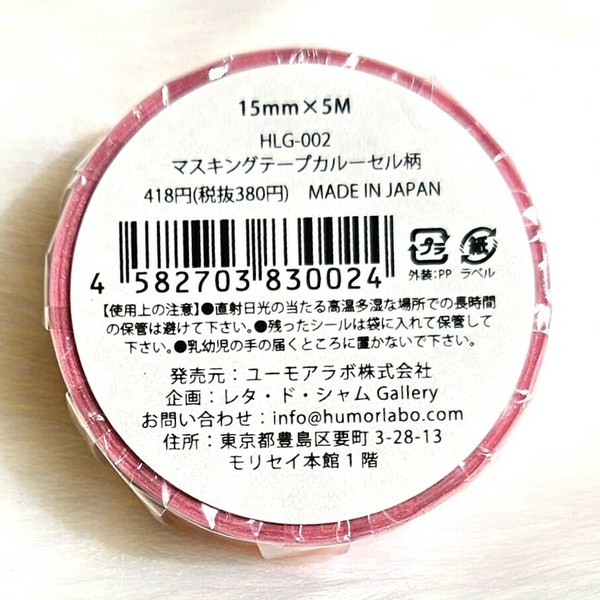 15mm×5M
HLG-002
マスキングテープカルーセル柄
418円(税抜380円) MADE IN JAPAN
4 582703 830024
プラ 紙
外装:PP ラベル
【使用上の注意】●直射日光の当たる高温多湿な場所での長時間
の保管は避けて下さい。●残ったシールは袋に入れて保管して
下さい。●乳幼児の手の届くところに置かないで下さい。
発売元:ユーモアラボ株式会社
企画:レタ・ド・シャム Gallery
お問い合わせ:info@humorlabo.com
住所:東京都豊島区要町 3-28-13
モリセイ本館1階